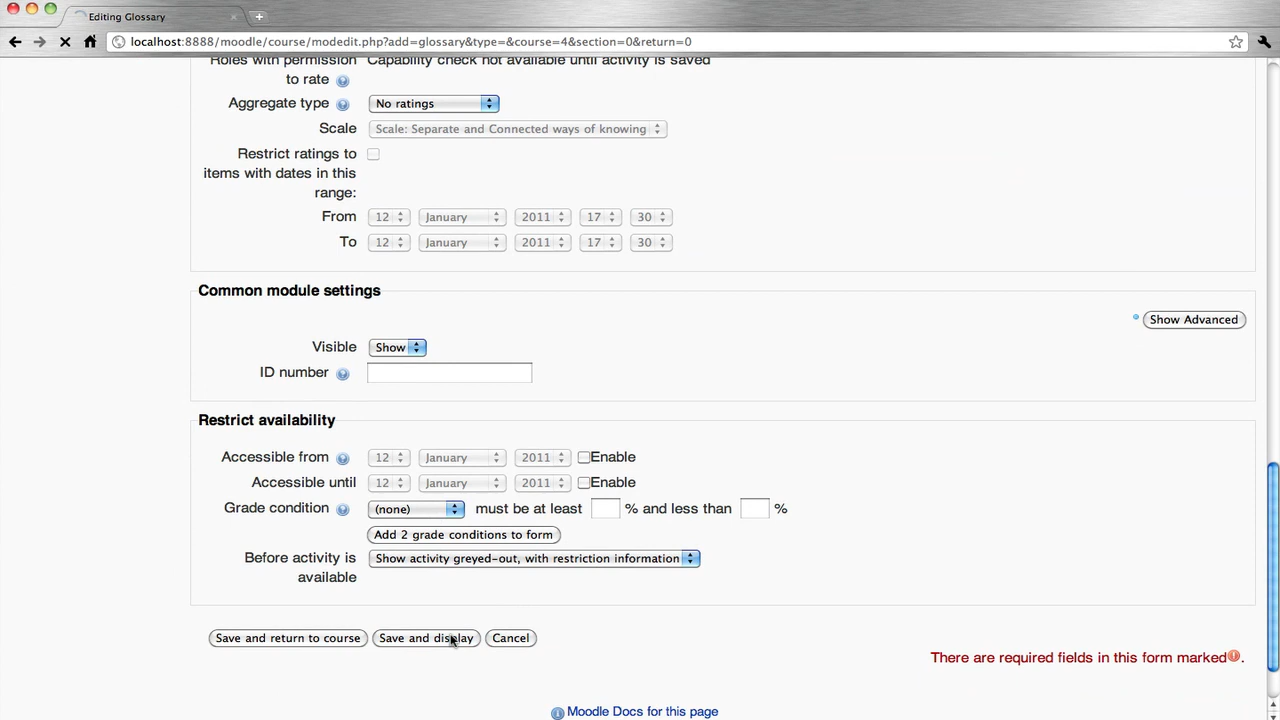 Editing Glossary
localhost:8888/moodle/course/modedit.php?add=glossary&type=&course=4&section=0&return=0
Roles with permission Capability check not available until activity is saved
to rate
Aggregate type No ratings
Scale Scale: Separate and Connected ways of knowing
Restrict ratings to
items with dates in this
range:
From 12 January 2011 17 30
To 12 January 2011 17 30
Common module settings
Show Advanced
Visible Show
ID number
Restrict availability
Accessible from 12 January 2011 Enable
Accessible until 12 January 2011 Enable
Grade condition (none) must be at least % and less than %
Add 2 grade conditions to form
Before activity is Show activity greyed-out, with restriction information
available
Save and return to course Save and display Cancel
There are required fields in this form marked .
Moodle Docs for this page